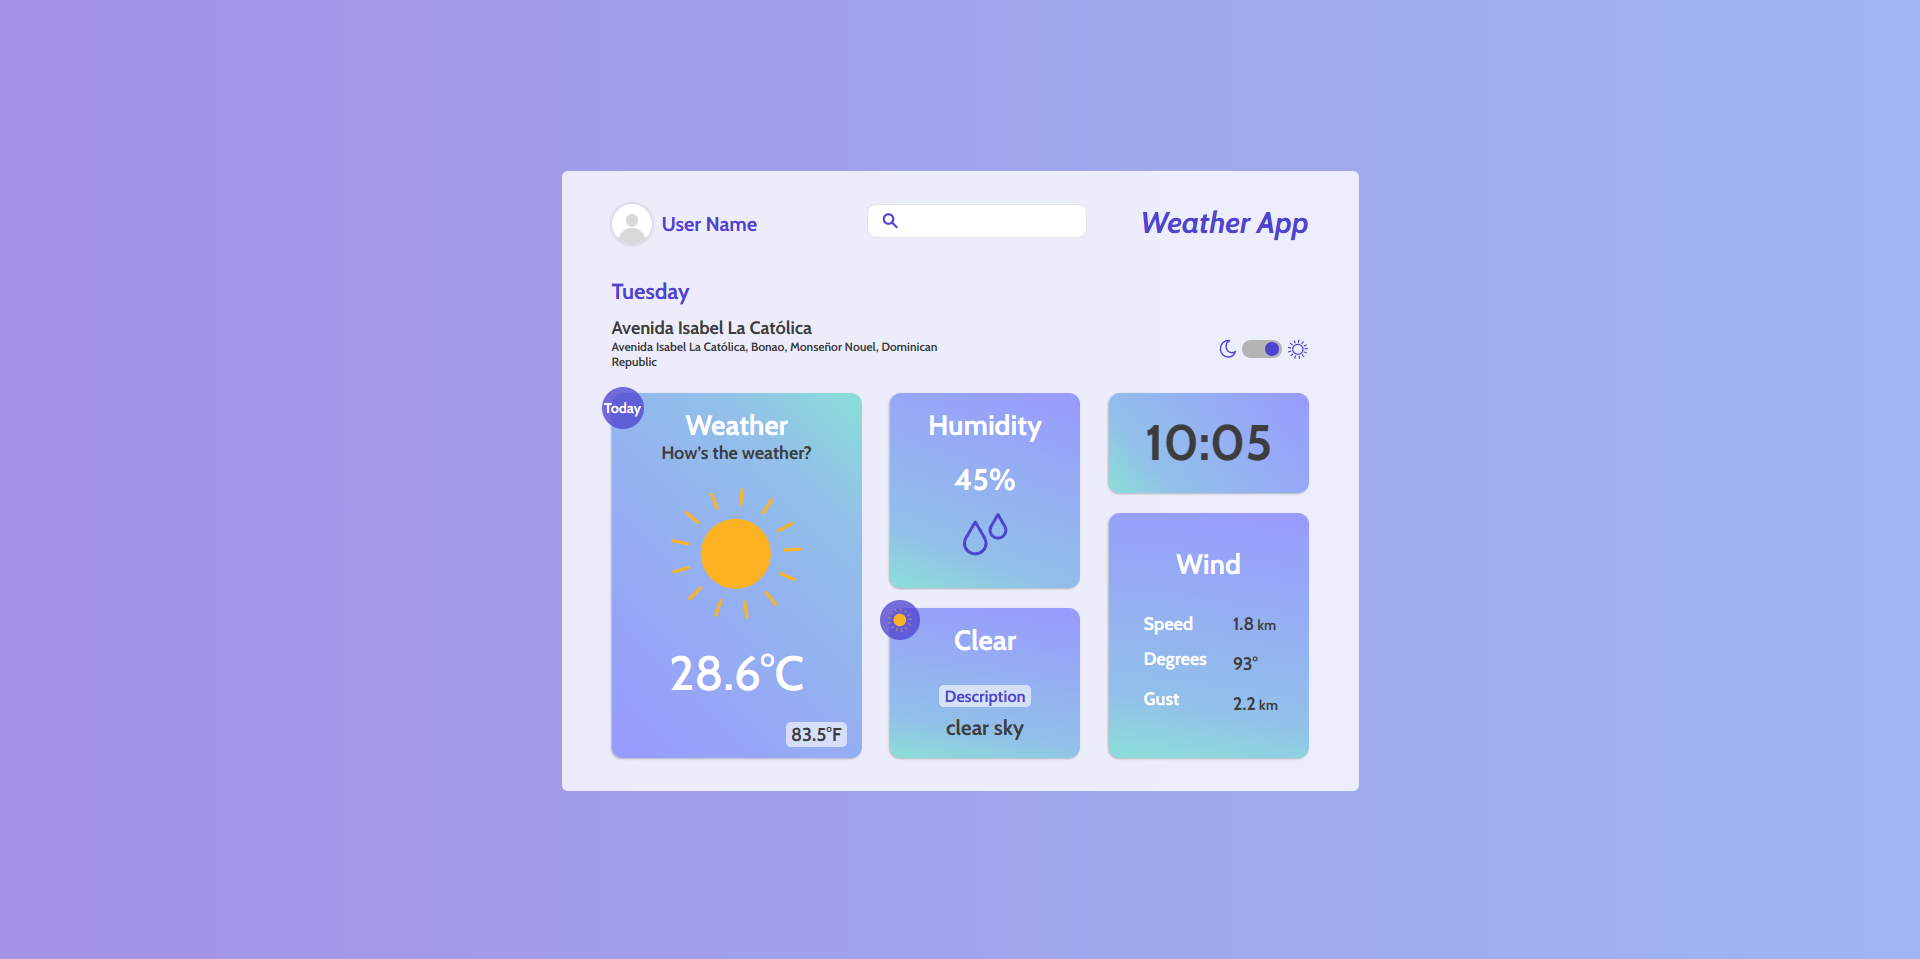 User Name
Weather App
Tuesday
Avenida Isabel La Católica
Avenida Isabel La Católica, Bonao, Monseñor Nouel, Dominican
Republic
Today
Weather
How's the weather?
28.6°C
83.5°F
Humidity
45%
Clear
Description
clear sky
10:05
Wind
Speed 1.8 km
Degrees 93°
Gust 2.2 km